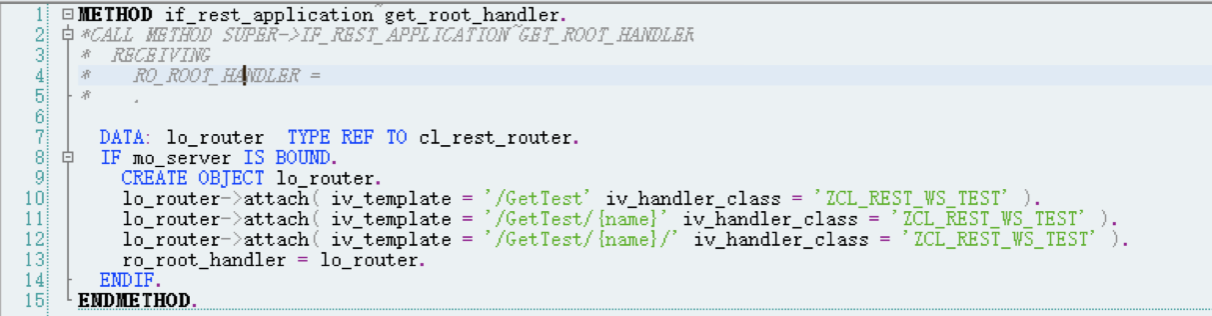 1 METHOD if_rest_application~get_root_handler.
2 *CALL METHOD SUPER->IF_REST_APPLICATION~GET_ROOT_HANDLER
3 *  RECEIVING
4 *    RO_ROOT_HANDLER =
5 *    .
6
7   DATA: lo_router  TYPE REF TO cl_rest_router.
8   IF mo_server IS BOUND.
9     CREATE OBJECT lo_router.
10     lo_router->attach( iv_template = '/GetTest' iv_handler_class = 'ZCL_REST_WS_TEST' ).
11     lo_router->attach( iv_template = '/GetTest/{name}' iv_handler_class = 'ZCL_REST_WS_TEST' ).
12     lo_router->attach( iv_template = '/GetTest/{name}/' iv_handler_class = 'ZCL_REST_WS_TEST' ).
13     ro_root_handler = lo_router.
14   ENDIF.
15 ENDMETHOD.